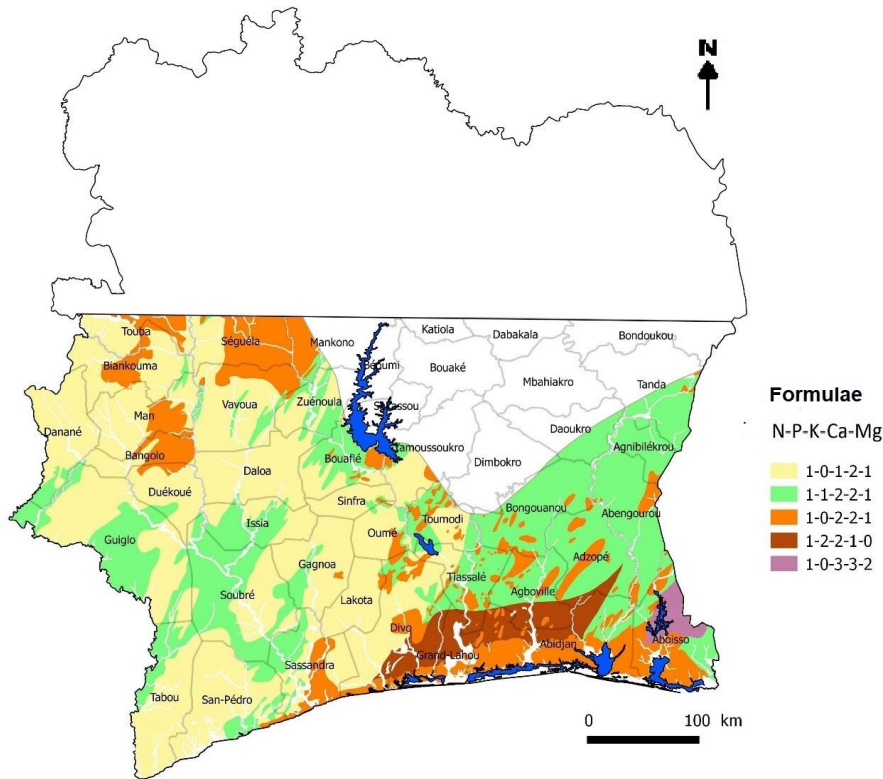 N
Katiola
Dabakala
Bondoukou
Touba
Séguéla
Mankono
Biankouma
Béoumi
Bouaké
Mbahiakro
Tanda
Man
Vavoua
Zuénoula
Sakassou
Danané
Bangolo
Bouaflé
Yamoussoukro
Daoukro
Agnibilékrou
Daloa
Dimbokro
Duékoué
Sinfra
Issia
Oumé
Toumodi
Bongouanou
Abengourou
Guiglo
Gagnoa
Tiassalé
Adzopé
Soubré
Lakota
Agboville
Divo
Abidjan
Aboisso
Sassandra
Grand-Lahou
Tabou
San-Pédro
Formulae
N-P-K-Ca-Mg
1-0-1-2-1
1-1-2-2-1
1-0-2-2-1
1-2-2-1-0
1-0-3-3-2
0 100 km